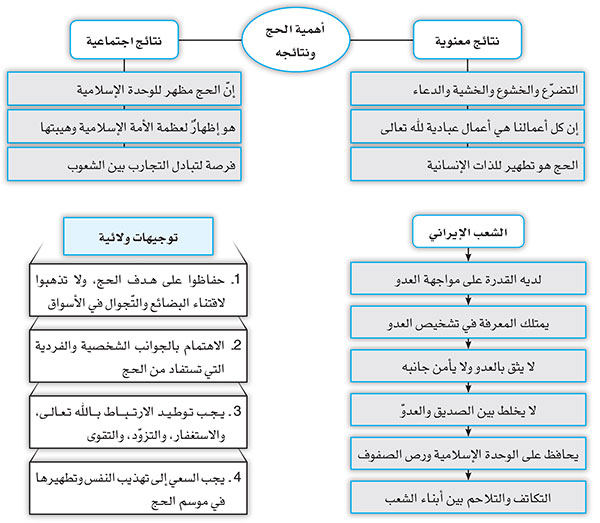 أهمية الحج
ونتائجه
نتائج معنوية
التضرّع والخشوع والخشية والدعاء
إن كل أعمالنا هي أعمال عبادية لله تعالى
الحج هو تطهير للذات الإنسانية
نتائج اجتماعية
إنّ الحج مظهر للوحدة الإسلامية
هو إظهارٌ لعظمة الأمة الإسلامية وهيبتها
فرصة لتبادل التجارب بين الشعوب
الشعب الإيراني
لديه القدرة على مواجهة العدو
يمتلك المعرفة في تشخيص العدو
لا يثق بالعدو ولا يأمن جانبه
لا يخلط بين الصديق والعدوّ
يحافظ على الوحدة الإسلامية ورص الصفوف
التكاتف والتلاحم بين أبناء الشعب
توجيهات ولائية
1. حفاظوا على هدف الحج، ولا تذهبوا
لاقتناء البضائع والتّجوال في الأسواق
2. الاهتمام بالجوانب الشخصية والفردية
التي تستفاد من الحج
3. يجب توطيد الارتباط بالله تعالى،
والاستغفار، والتزوّد، والتقوى
4. يجب السعي إلى تهذيب النفس وتطهيرها
في موسم الحج